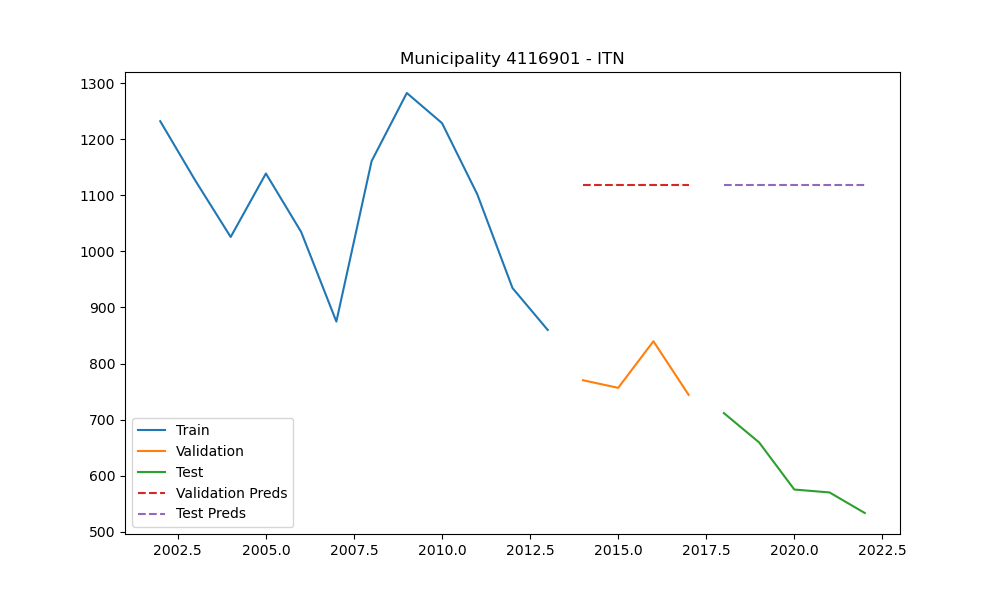 Municipality 4116901 - ITN
1300
1200
1100
1000
900
800
700
600
500
Train
Validation
Test
Validation Preds
Test Preds
2002.5 2005.0 2007.5 2010.0 2012.5 2015.0 2017.5 2020.0 2022.5